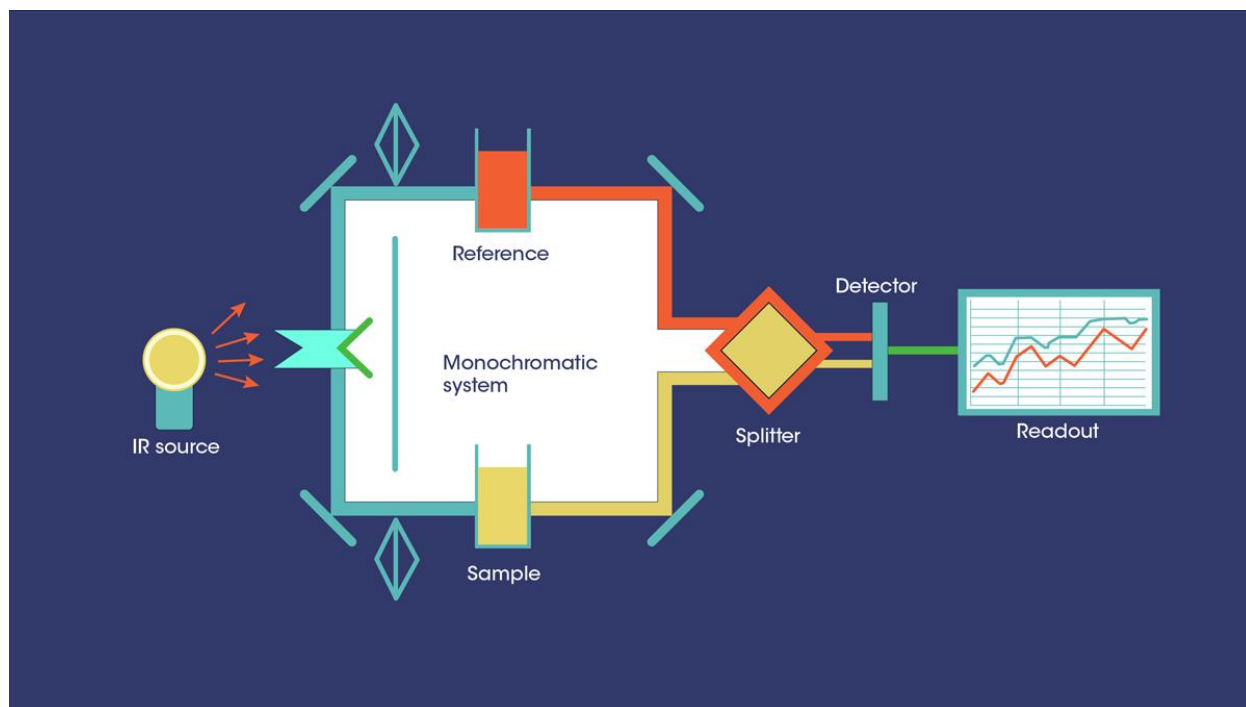 Reference
Detector
Monochromatic
system
Splitter
Readout
IR source
Sample